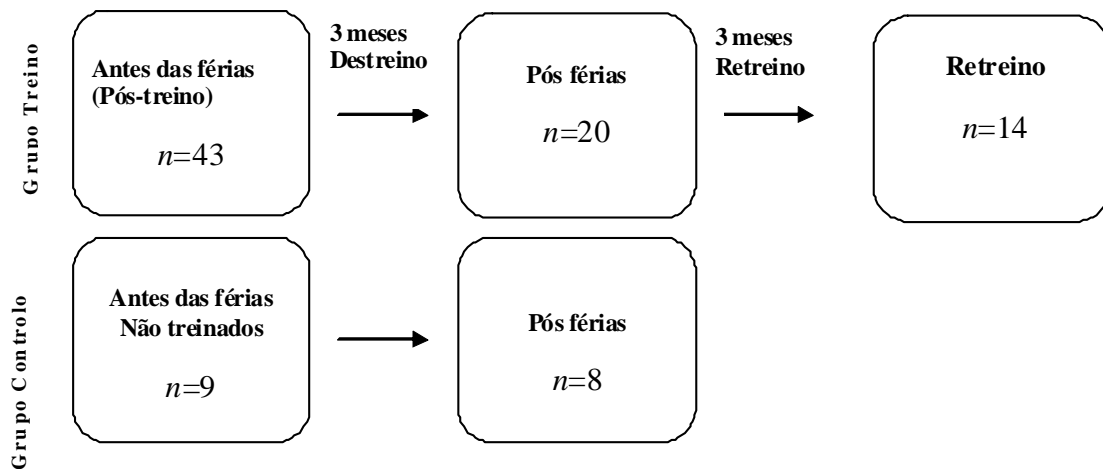 Grupo Treino
Antes das férias
(Pós-treino)
n=43
3 meses
Destreino
Pós férias
n=20
3 meses
Retreino
Retreino
n=14
Grupo Controlo
Antes das férias
Não treinados
n=9
Pós férias
n=8